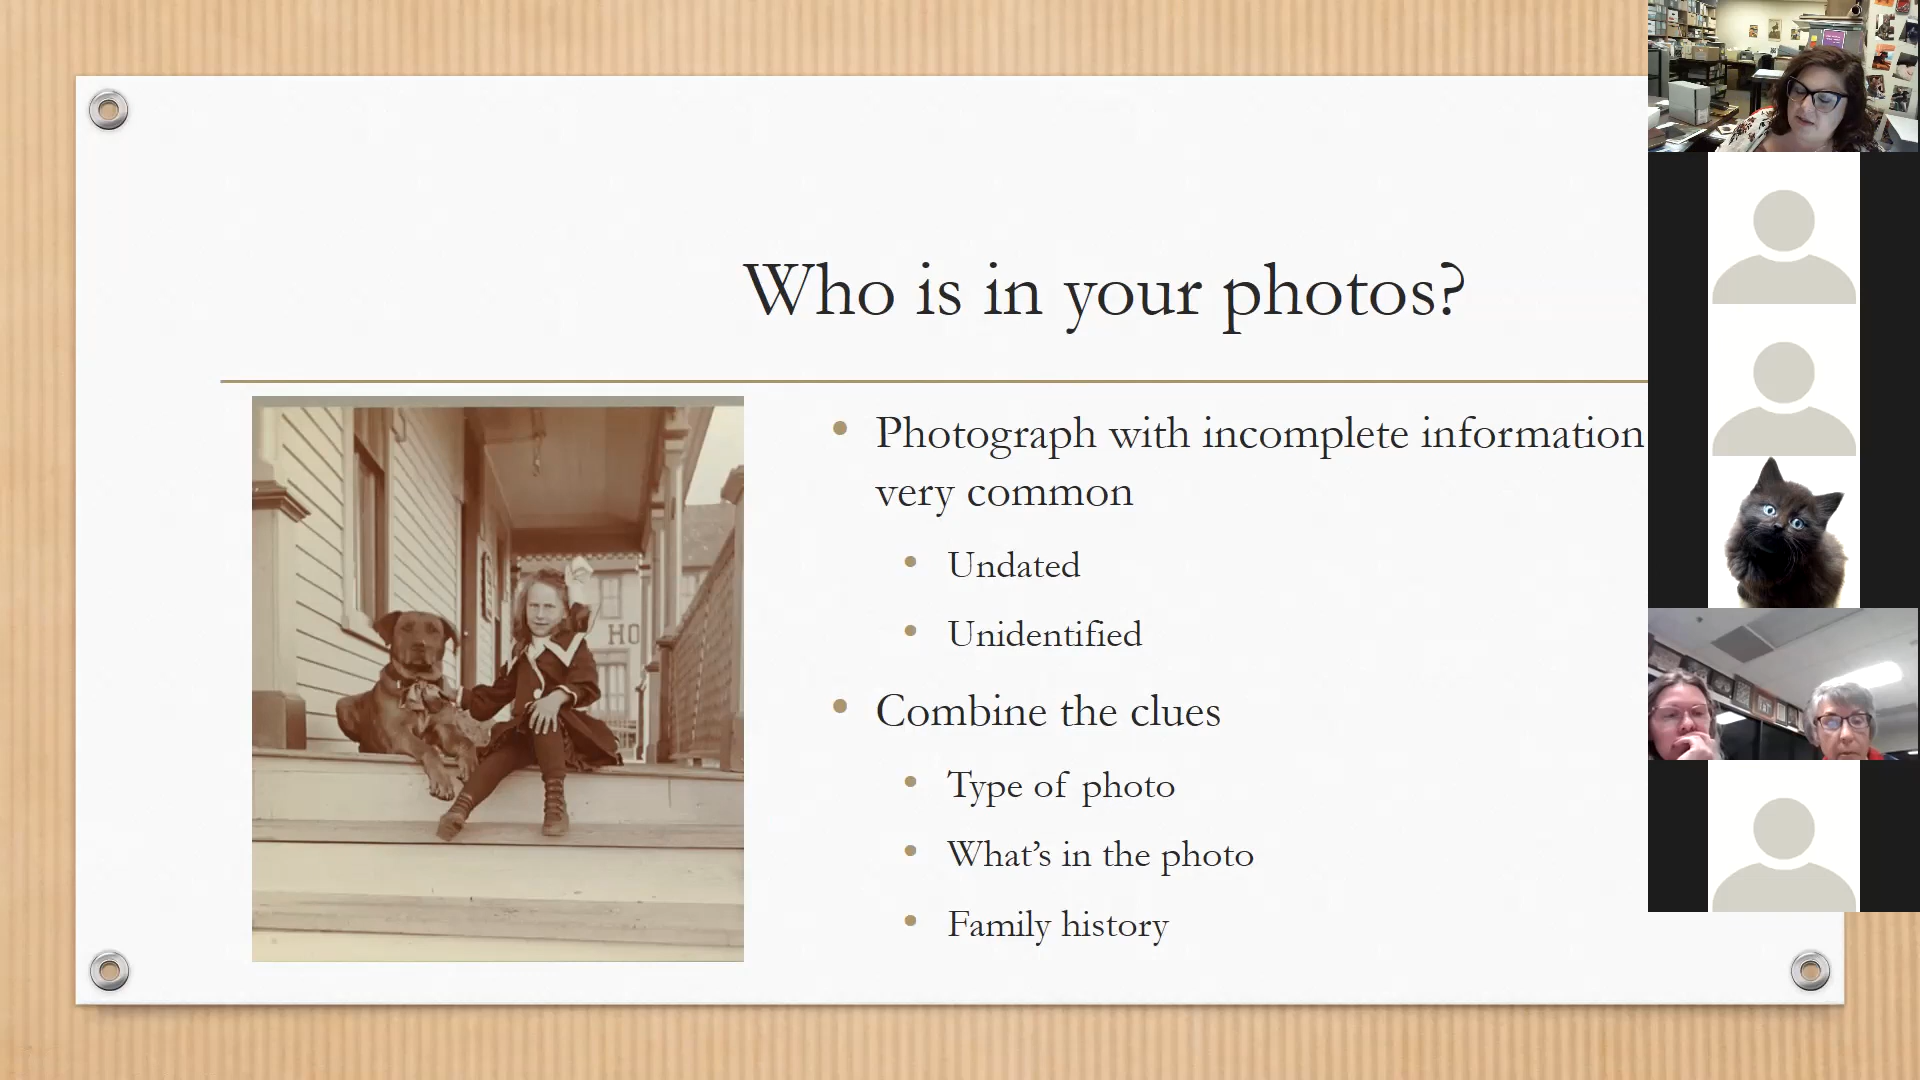 Who is in your photos?
Photograph with incomplete information
very common
Undated
Unidentified
Combine the clues
Type of photo
What's in the photo
Family history
HO